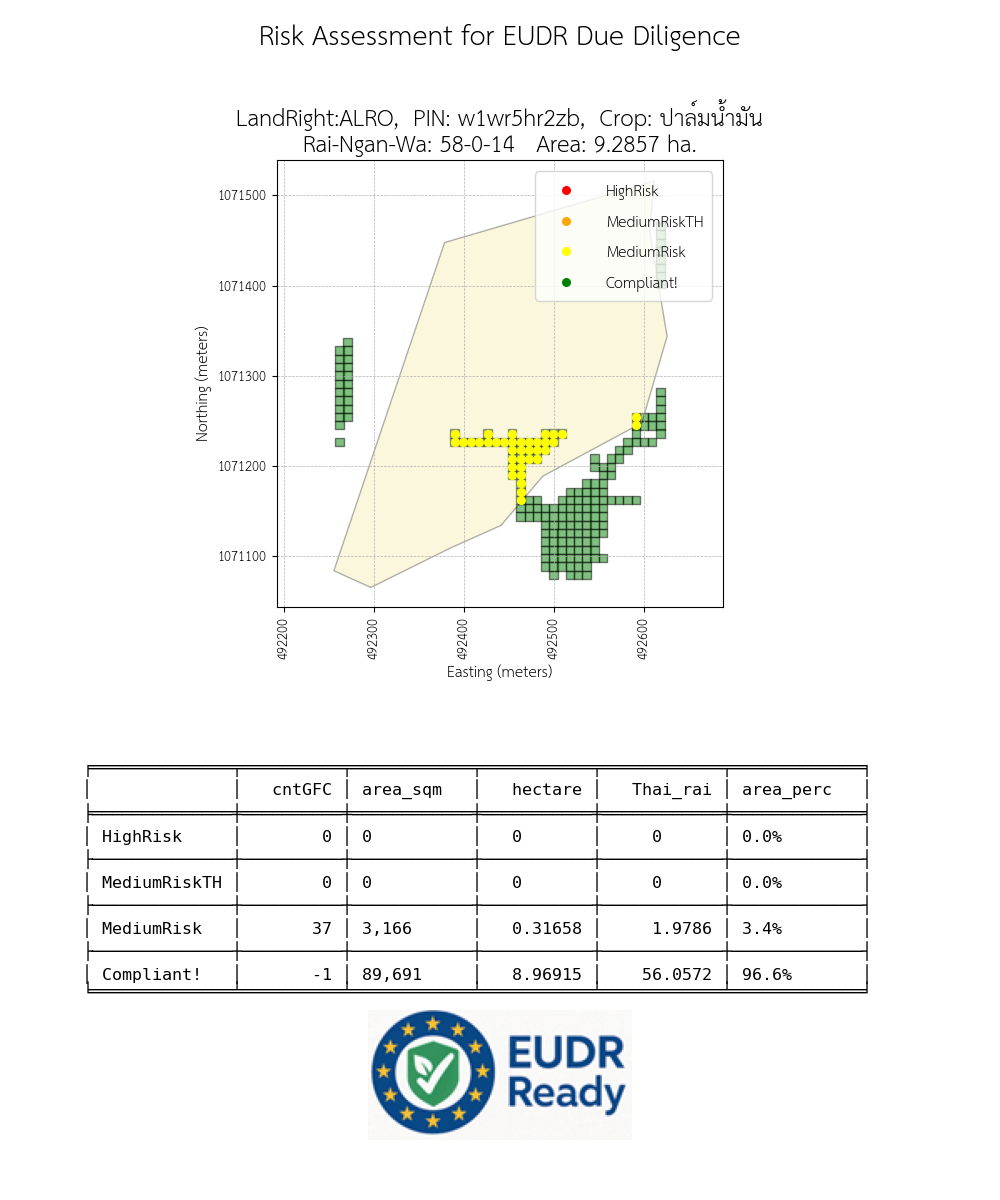 Risk Assessment for EUDR Due Diligence
LandRight:ALRO, PIN: w1wr5hr2zb, Crop: ปาล์มน้ำมัน
Rai-Ngan-Wa: 58-0-14 Area: 9.2857 ha.
HighRisk
MediumRiskTH
MediumRisk
Compliant!
1071500
1071400
1071300
1071200
1071100
Northing (meters)
492200 492300 492400 492500 492600
Easting (meters)
cntGFC area_sqm hectare Thai_rai area_perc
HighRisk 0 0 0 0 0.0%
MediumRiskTH 0 0 0 0 0.0%
MediumRisk 37 3,166 0.31658 1.9786 3.4%
Compliant! -1 89,691 8.96915 56.0572 96.6%
EUDR
Ready